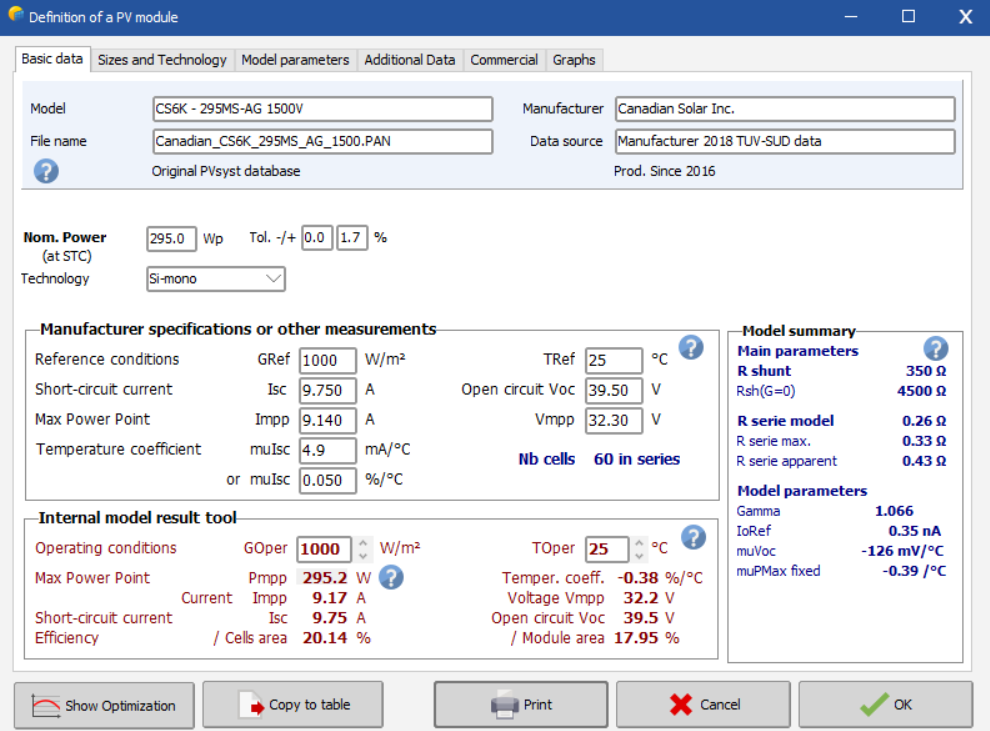 Definition of a PV module
Basic data Sizes and Technology Model parameters Additional Data Commercial Graphs
Model CS6K - 295MS-AG 1500V Manufacturer Canadian Solar Inc.
File name Canadian_CS6K_295MS_AG_1500.PAN Data source Manufacturer 2018 TUV-SUD data
? Original PVsyst database Prod. Since 2016
Nom. Power 295.0 Wp Tol. -/+ 0.0 1.7 %
(at STC)
Technology Si-mono
Manufacturer specifications or other measurements
Reference conditions GRef 1000 W/m² TRef 25 °C ?
Short-circuit current Isc 9.750 A Open circuit Voc 39.50 V
Max Power Point Impp 9.140 A Vmpp 32.30 V
Temperature coefficient muIsc 4.9 mA/°C
Nb cells 60 in series
or muIsc 0.050 %/°C
Internal model result tool
Operating conditions GOper 1000 W/m² TOper 25 °C ?
Max Power Point Pmpp 295.2 W ? Temper. coeff. -0.38 %/°C
Current Impp 9.17 A Voltage Vmpp 32.2 V
Short-circuit current Isc 9.75 A Open circuit Voc 39.5 V
Efficiency / Cells area 20.14 % / Module area 17.95 %
Model summary
Main parameters ?
R shunt 350 Ω
Rsh(G=0) 4500 Ω
R serie model 0.26 Ω
R serie max. 0.33 Ω
R serie apparent 0.43 Ω
Model parameters
Gamma 1.066
IoRef 0.35 nA
muVoc -126 mV/°C
muPMax fixed -0.39 /°C
Show Optimization Copy to table Print Cancel OK